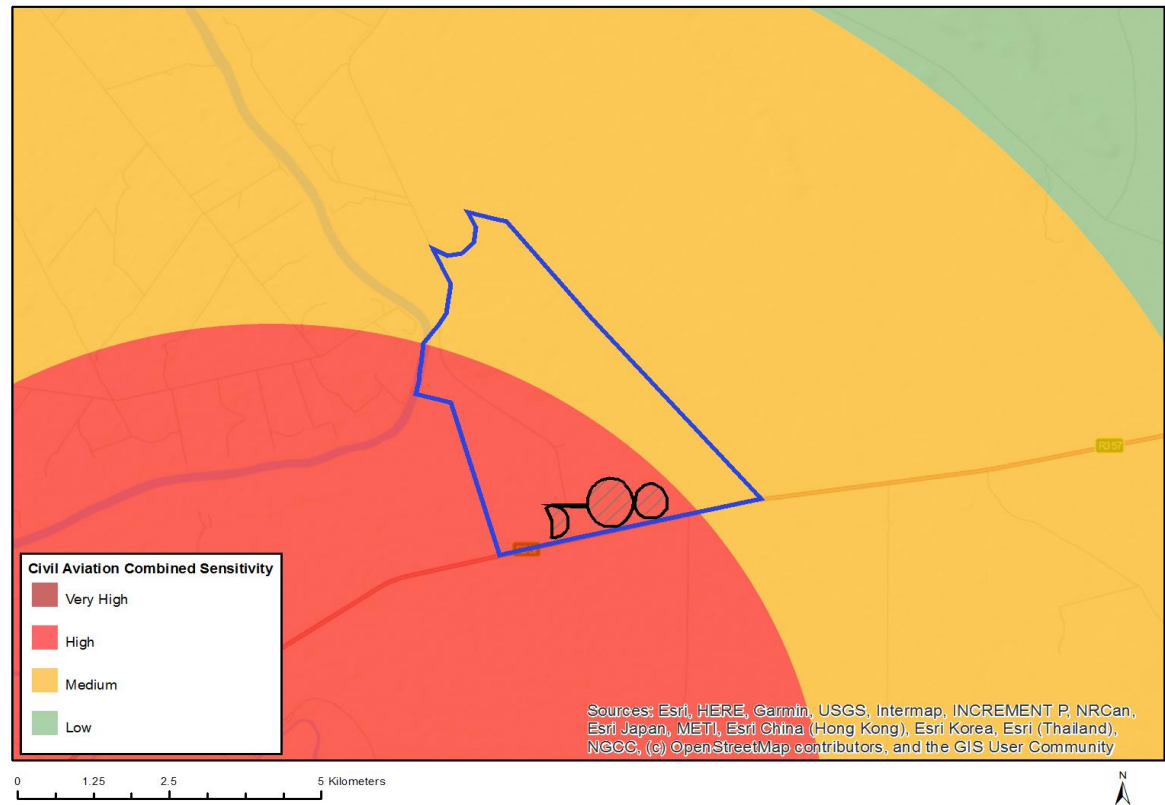 R357
Civil Aviation Combined Sensitivity
Very High
High
Medium
Low
Sources: Esri, HERE, Garmin, USGS, Intermap, INCREMENT P, NRCan,
Esri Japan, METI, Esri China (Hong Kong), Esri Korea, Esri (Thailand),
NGCC, (c) OpenStreetMap contributors, and the GIS User Community
0 1.25 2.5 5 Kilometers
N